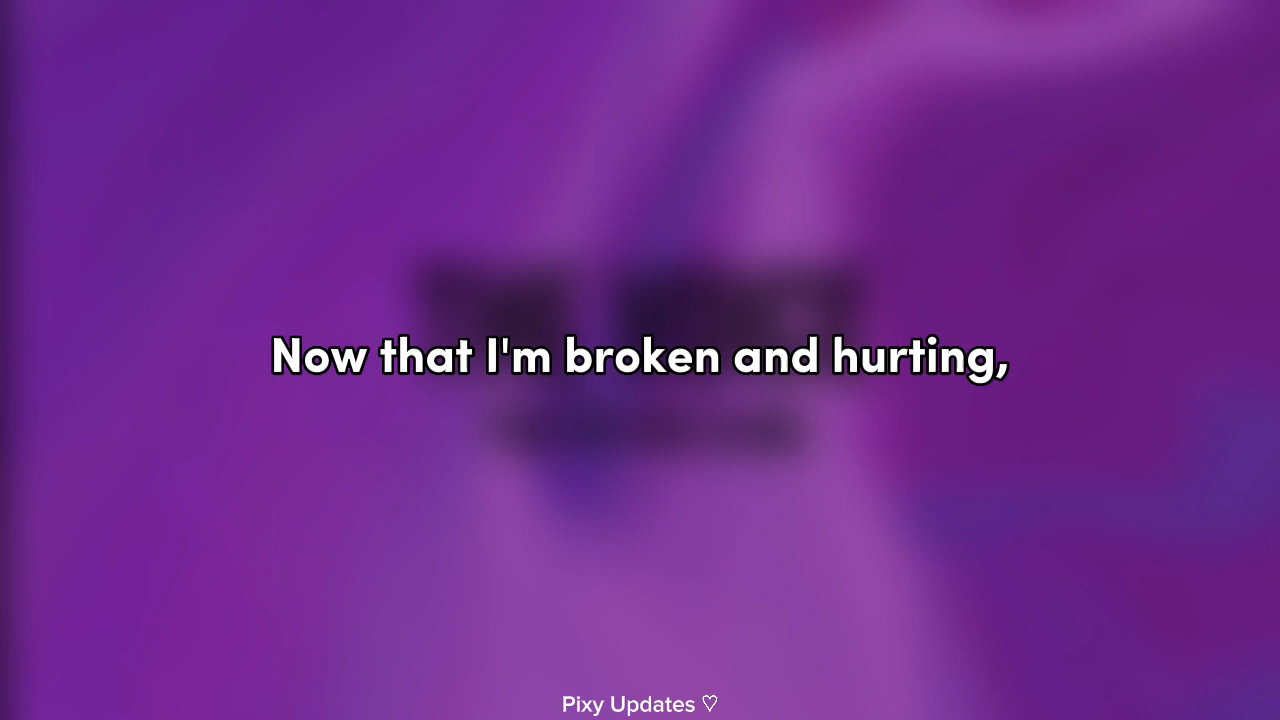 Now that I'm broken and hurting,
Pixy Updates ♡